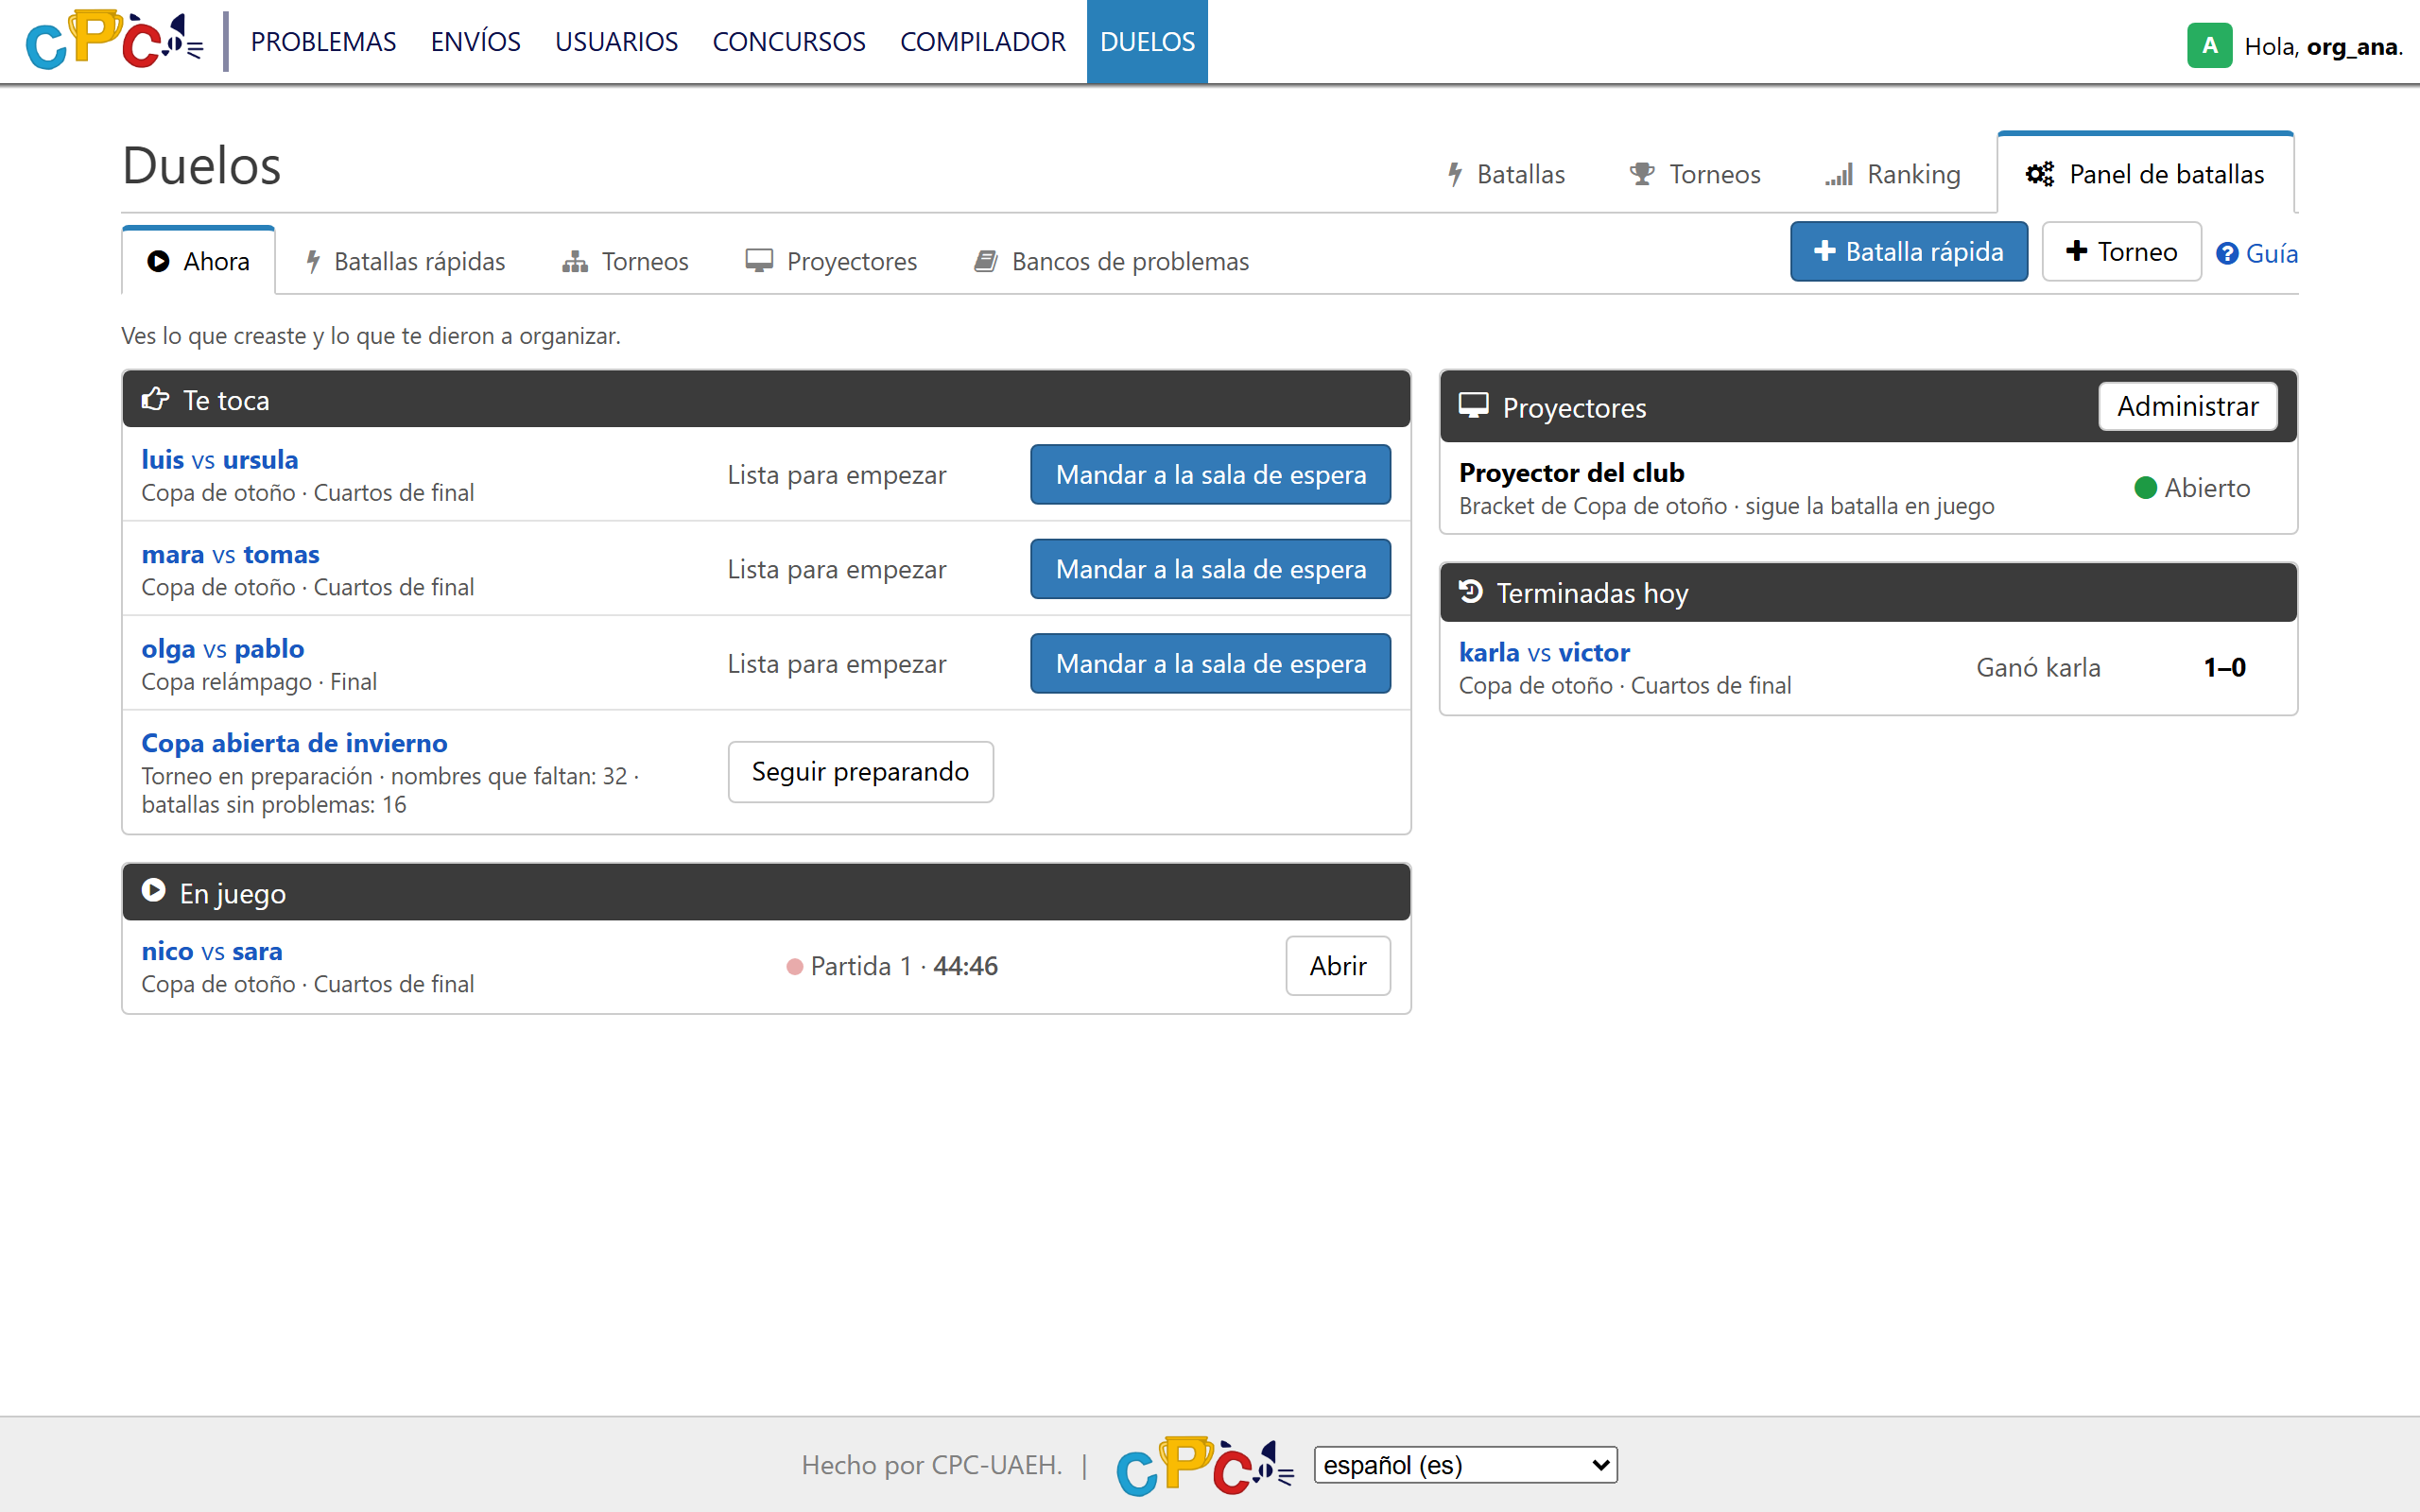 CPC
PROBLEMAS
ENVÍOS
USUARIOS
CONCURSOS
COMPILADOR
DUELOS
A
Hola, org_ana.
Duelos
Batallas
Torneos
Ranking
Panel de batallas
Ahora
Batallas rápidas
Torneos
Proyectores
Bancos de problemas
Batalla rápida
Torneo
Guía
Ves lo que creaste y lo que te dieron a organizar.
Te toca
luis vs ursula
Copa de otoño · Cuartos de final
Lista para empezar
Mandar a la sala de espera
mara vs tomas
Copa de otoño · Cuartos de final
Lista para empezar
Mandar a la sala de espera
olga vs pablo
Copa relámpago · Final
Lista para empezar
Mandar a la sala de espera
Copa abierta de invierno
Torneo en preparación · nombres que faltan: 32 ·
batallas sin problemas: 16
Seguir preparando
En juego
nico vs sara
Copa de otoño · Cuartos de final
Partida 1 · 44:46
Abrir
Proyectores
Administrar
Proyector del club
Bracket de Copa de otoño · sigue la batalla en juego
Abierto
Terminadas hoy
karla vs victor
Copa de otoño · Cuartos de final
Ganó karla
1–0
Hecho por CPC-UAEH. |
CPC
español (es)